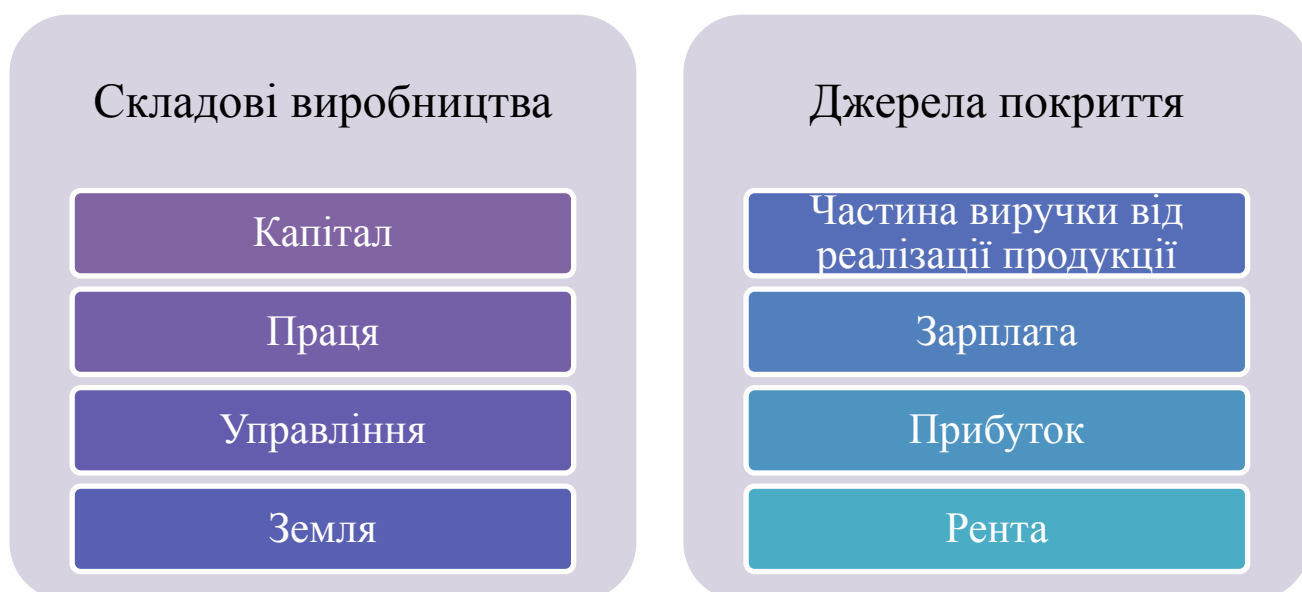 Складові виробництва
Капітал
Праця
Управління
Земля
Джерела покриття
Частина виручки від
реалізації продукції
Зарплата
Прибуток
Рента